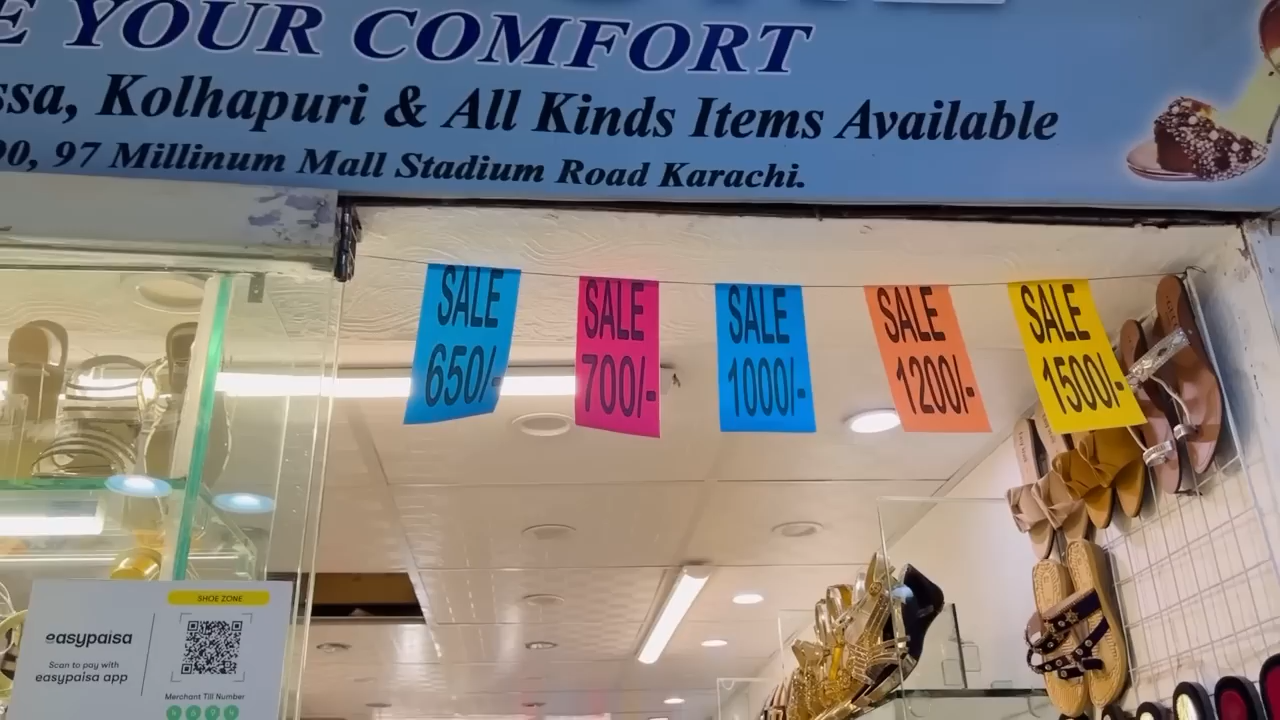 E YOUR COMFORT
ssa, Kolhapuri & All Kinds Items Available
00, 97 Millinum Mall Stadium Road Karachi.
SALE
650/-
SALE
700/-
SALE
1000/-
SALE
1200/-
SALE
1500/-
SHOE ZONE
easypaisa
Scan to pay with
easypaisa app
Merchant Till Number